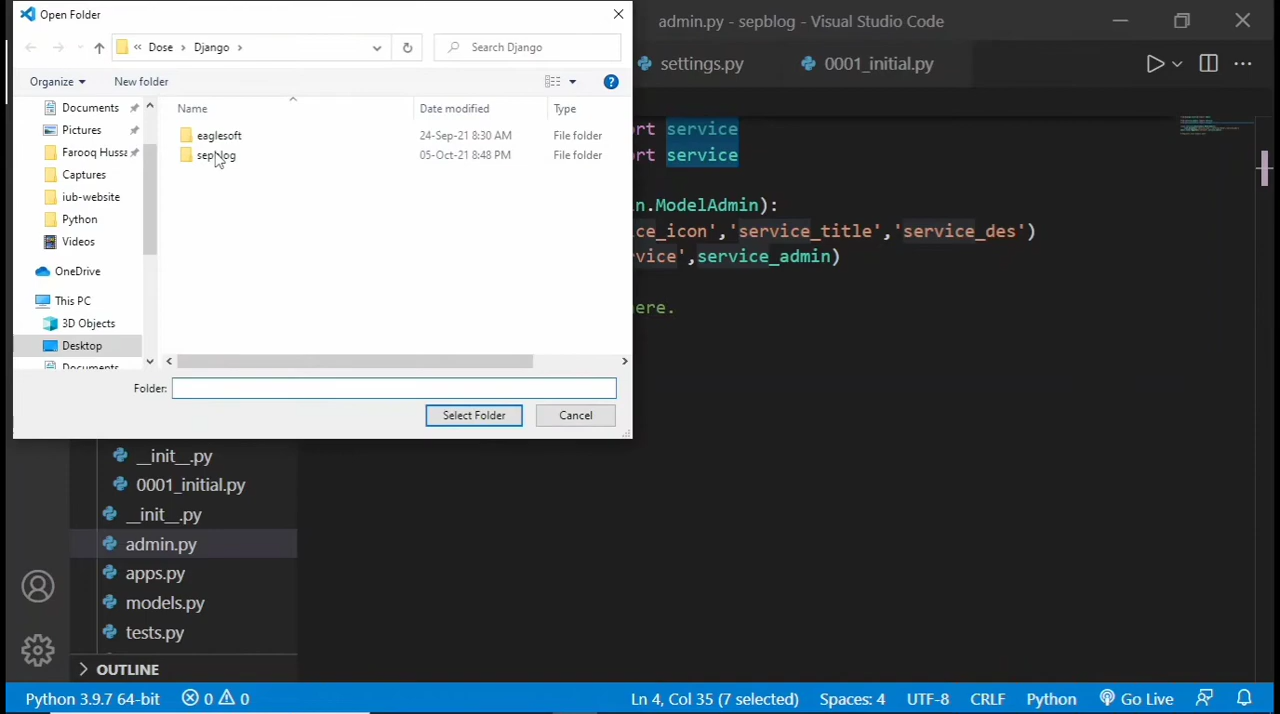 Open Folder
admin.py - sepblog - Visual Studio Code
« Dose > Django >
Search Django
settings.py
0001_initial.py
Organize
New folder
Name
Date modified
Type
Documents
Pictures
Farooq Hussa
Captures
iub-website
Python
Videos
OneDrive
This PC
3D Objects
Desktop
Documents
eaglesoft 24-Sep-21 8:30 AM File folder
sepblog 05-Oct-21 8:48 PM File folder
Folder:
Select Folder
Cancel
rt service
rt service
n.ModelAdmin):
ce_icon','service_title','service_des')
vice',service_admin)
here.
__init__.py
0001_initial.py
__init__.py
admin.py
apps.py
models.py
tests.py
OUTLINE
Python 3.9.7 64-bit
0
0
Ln 4, Col 35 (7 selected)
Spaces: 4
UTF-8
CRLF
Python
Go Live